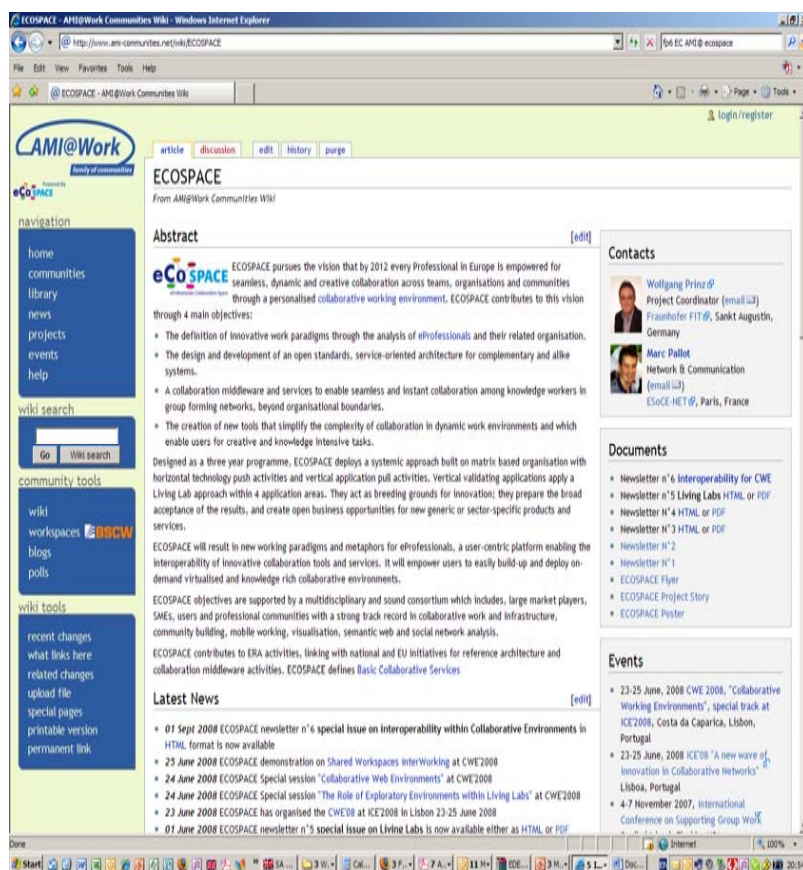 ECOSPACE - AMI@Work Communities Wiki - Windows Internet Explorer
http://www.ami-communities.net/wiki/ECOSPACE
fp6 EC AMI@ ecospace
File Edit View Favorites Tools Help
ECOSPACE - AMI@Work Communities Wiki
Page Tools
login/register
AMI@Work
family of communities
Powered by
eCoSPACE
navigation
home
communities
library
news
projects
events
help
wiki search
Go Wiki search
community tools
wiki
workspaces BSCW
blogs
polls
wiki tools
recent changes
what links here
related changes
upload file
special pages
printable version
permanent link
article discussion edit history purge
ECOSPACE
From AMI@Work Communities Wiki
Abstract [edit]
eCoSPACE
ECOSPACE pursues the vision that by 2012 every Professional in Europe is empowered for
seamless, dynamic and creative collaboration across teams, organisations and communities
through a personalised collaborative working environment. ECOSPACE contributes to this vision
through 4 main objectives:
The definition of innovative work paradigms through the analysis of eProfessionals and their related organisation.
The design and development of an open standards, service-oriented architecture for complementary and alike
systems.
A collaboration middleware and services to enable seamless and instant collaboration among knowledge workers in
group forming networks, beyond organisational boundaries.
The creation of new tools that simplify the complexity of collaboration in dynamic work environments and which
enable users for creative and knowledge intensive tasks.
Designed as a three year programme, ECOSPACE deploys a systemic approach built on matrix based organisation with
horizontal technology push activities and vertical application pull activities. Vertical validating applications apply a
Living Lab approach within 4 application areas. They act as breeding grounds for innovation; they prepare the broad
acceptance of the results, and create open business opportunities for new generic or sector-specific products and
services.
ECOSPACE will result in new working paradigms and metaphors for eProfessionals, a user-centric platform enabling the
interoperability of innovative collaboration tools and services. It will empower users to easily build-up and deploy on-
demand virtualised and knowledge rich collaborative environments.
ECOSPACE objectives are supported by a multidisciplinary and sound consortium which includes, large market players,
SMEs, users and professional communities with a strong track record in collaborative work and infrastructure,
community building, mobile working, visualisation, semantic web and social network analysis.
ECOSPACE contributes to ERA activities, linking with national and EU initiatives for reference architecture and
collaboration middleware activities. ECOSPACE defines Basic Collaborative Services
Latest News [edit]
01 Sept 2008 ECOSPACE newsletter n°6 special issue on interoperability within Collaborative Environments in
HTML format is now available
25 June 2008 ECOSPACE demonstration on Shared Workspaces InterWorking at CWE'2008
24 June 2008 ECOSPACE Special session "Collaborative Web Environments" at CWE'2008
24 June 2008 ECOSPACE Special session "The Role of Exploratory Environments within Living Labs" at CWE'2008
23 June 2008 ECOSPACE has organised the CWE'08 at ICE'2008 in Lisbon 23-25 June 2008
01 June 2008 ECOSPACE newsletter n°5 special issue on Living Labs is now available either as HTML or PDF
Contacts
Wolfgang Prinz
Project Coordinator (email)
Fraunhofer FIT, Sankt Augustin,
Germany
Marc Pallot
Network & Communication
(email)
ESoCE-NET, Paris, France
Documents
Newsletter n°6 Interoperability for CWE
Newsletter n°5 Living Labs HTML or PDF
Newsletter N°4 HTML or PDF
Newsletter N°3 HTML or PDF
Newsletter N°2
Newsletter N°1
ECOSPACE Flyer
ECOSPACE Project Story
ECOSPACE Poster
Events
23-25 June, 2008 CWE 2008, "Collaborative
Working Environments", special track at
ICE'2008, Costa da Caparica, Lisbon,
Portugal
23-25 June, 2008 ICE'08 "A new wave of
Innovation in Collaborative Networks"
Lisboa, Portugal
4-7 November 2007, International
Conference on Supporting Group Work
Done Internet 100%
Start
20:54